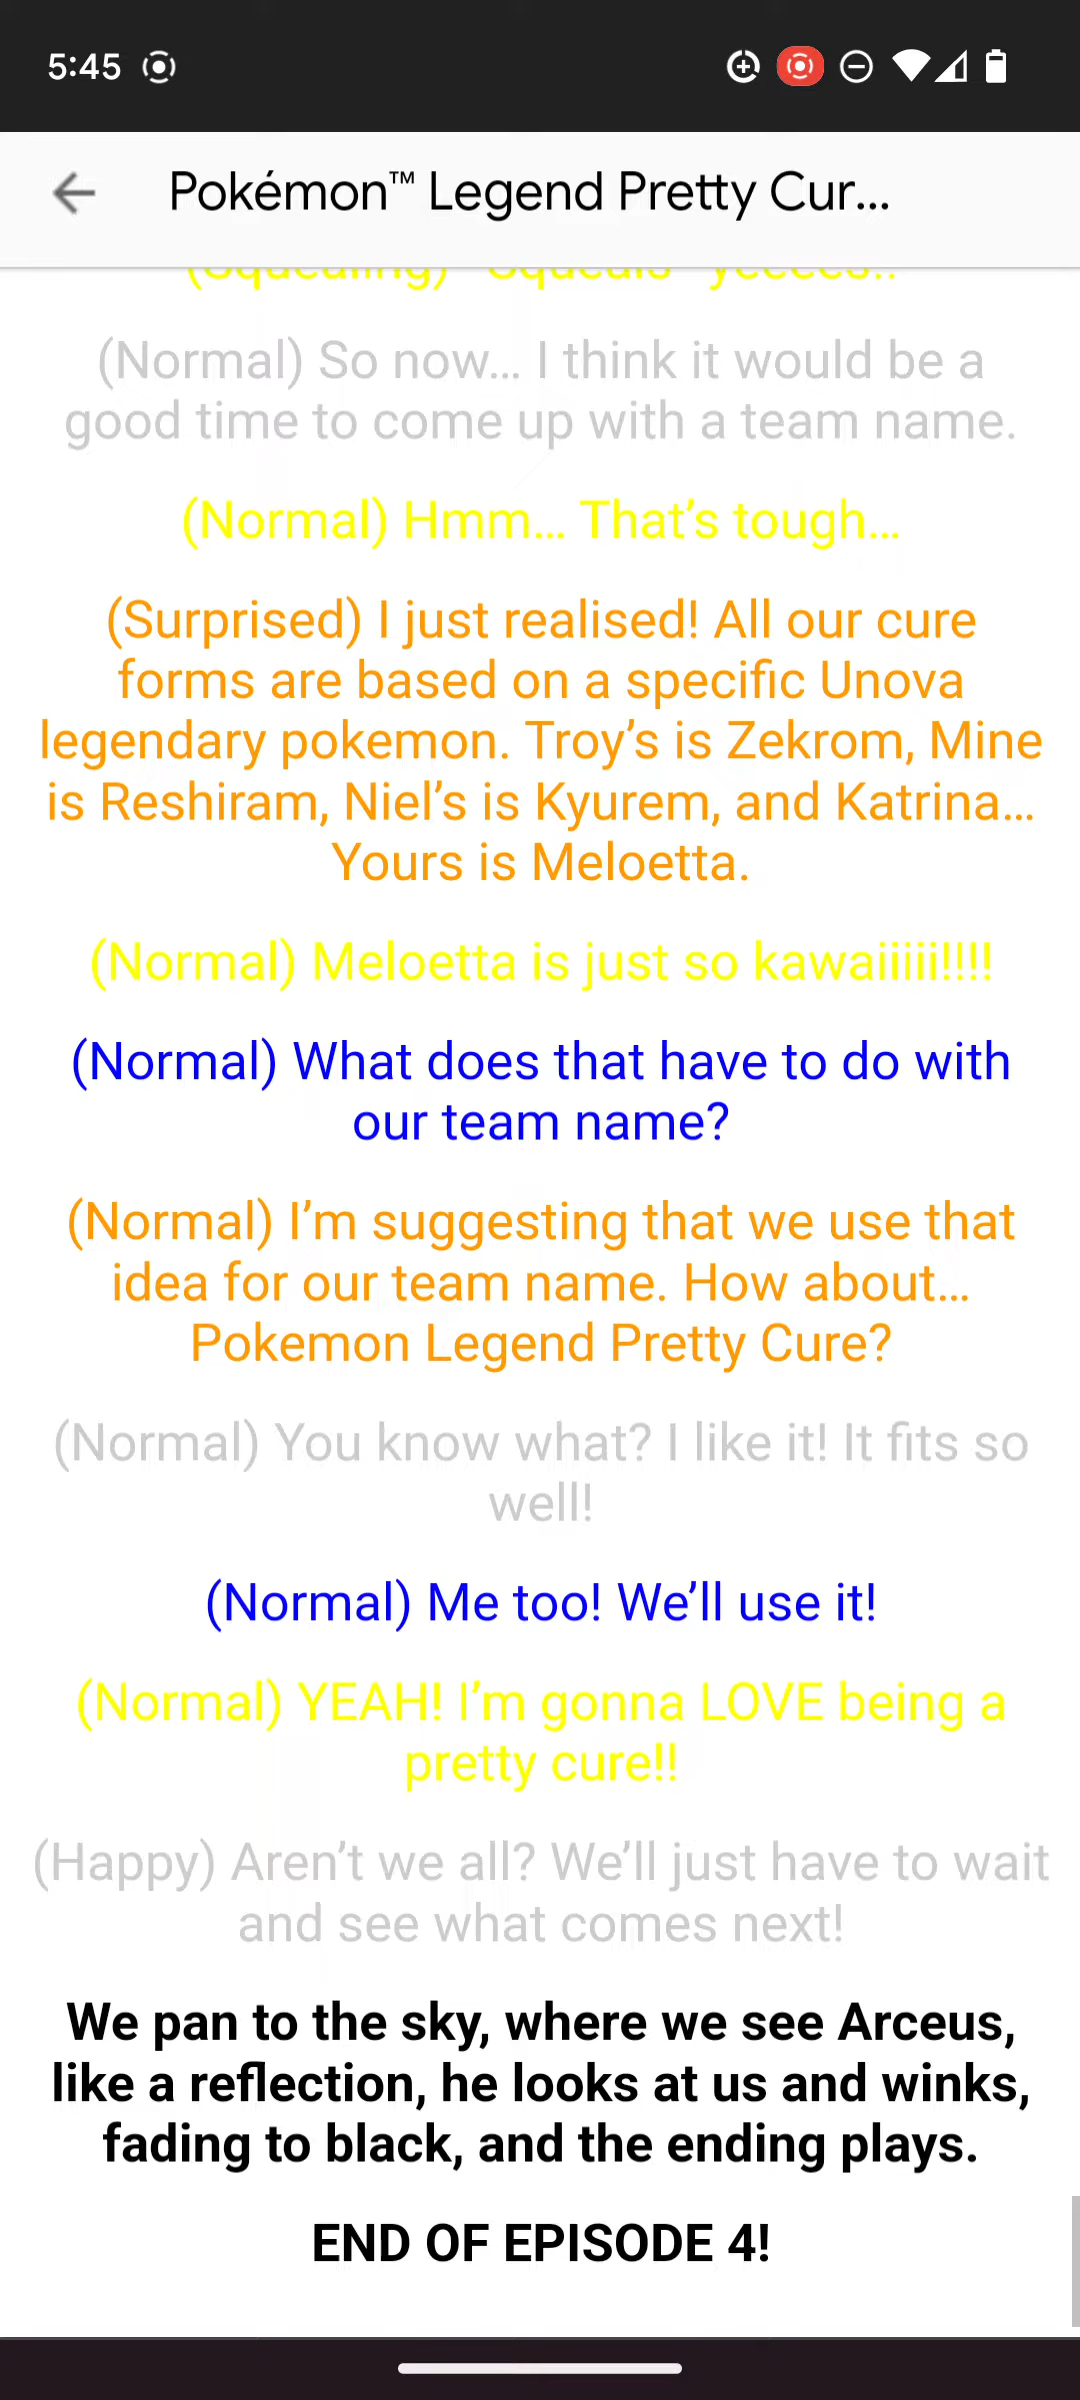 5:45
Pokémon™ Legend Pretty Cur...
(Squealing) *Squeals* yeeees!!
(Normal) So now... I think it would be a
good time to come up with a team name.
(Normal) Hmm... That’s tough...
(Surprised) I just realised! All our cure
forms are based on a specific Unova
legendary pokemon. Troy’s is Zekrom, Mine
is Reshiram, Niel’s is Kyurem, and Katrina...
Yours is Meloetta.
(Normal) Meloetta is just so kawaiiiii!!!!
(Normal) What does that have to do with
our team name?
(Normal) I’m suggesting that we use that
idea for our team name. How about...
Pokemon Legend Pretty Cure?
(Normal) You know what? I like it! It fits so
well!
(Normal) Me too! We’ll use it!
(Normal) YEAH! I’m gonna LOVE being a
pretty cure!!
(Happy) Aren’t we all? We’ll just have to wait
and see what comes next!
We pan to the sky, where we see Arceus,
like a reflection, he looks at us and winks,
fading to black, and the ending plays.
END OF EPISODE 4!